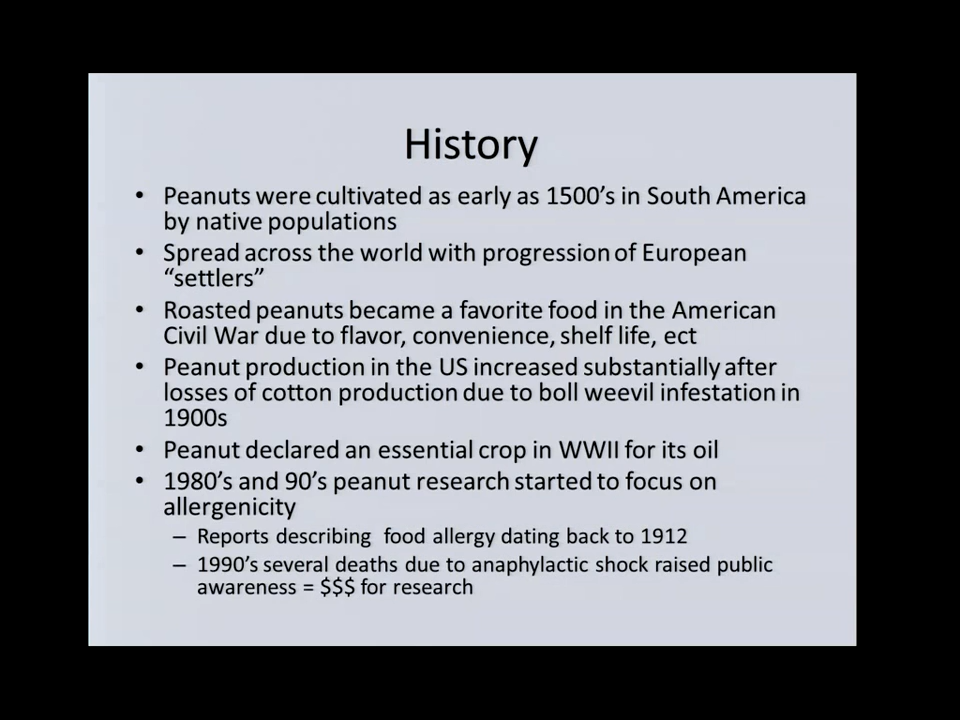 History
• Peanuts were cultivated as early as 1500's in South America
by native populations
• Spread across the world with progression of European
“settlers”
• Roasted peanuts became a favorite food in the American
Civil War due to flavor, convenience, shelf life, ect
• Peanut production in the US increased substantially after
losses of cotton production due to boll weevil infestation in
1900s
• Peanut declared an essential crop in WWII for its oil
• 1980's and 90's peanut research started to focus on
allergenicity
– Reports describing food allergy dating back to 1912
– 1990's several deaths due to anaphylactic shock raised public
awareness = $$$ for research